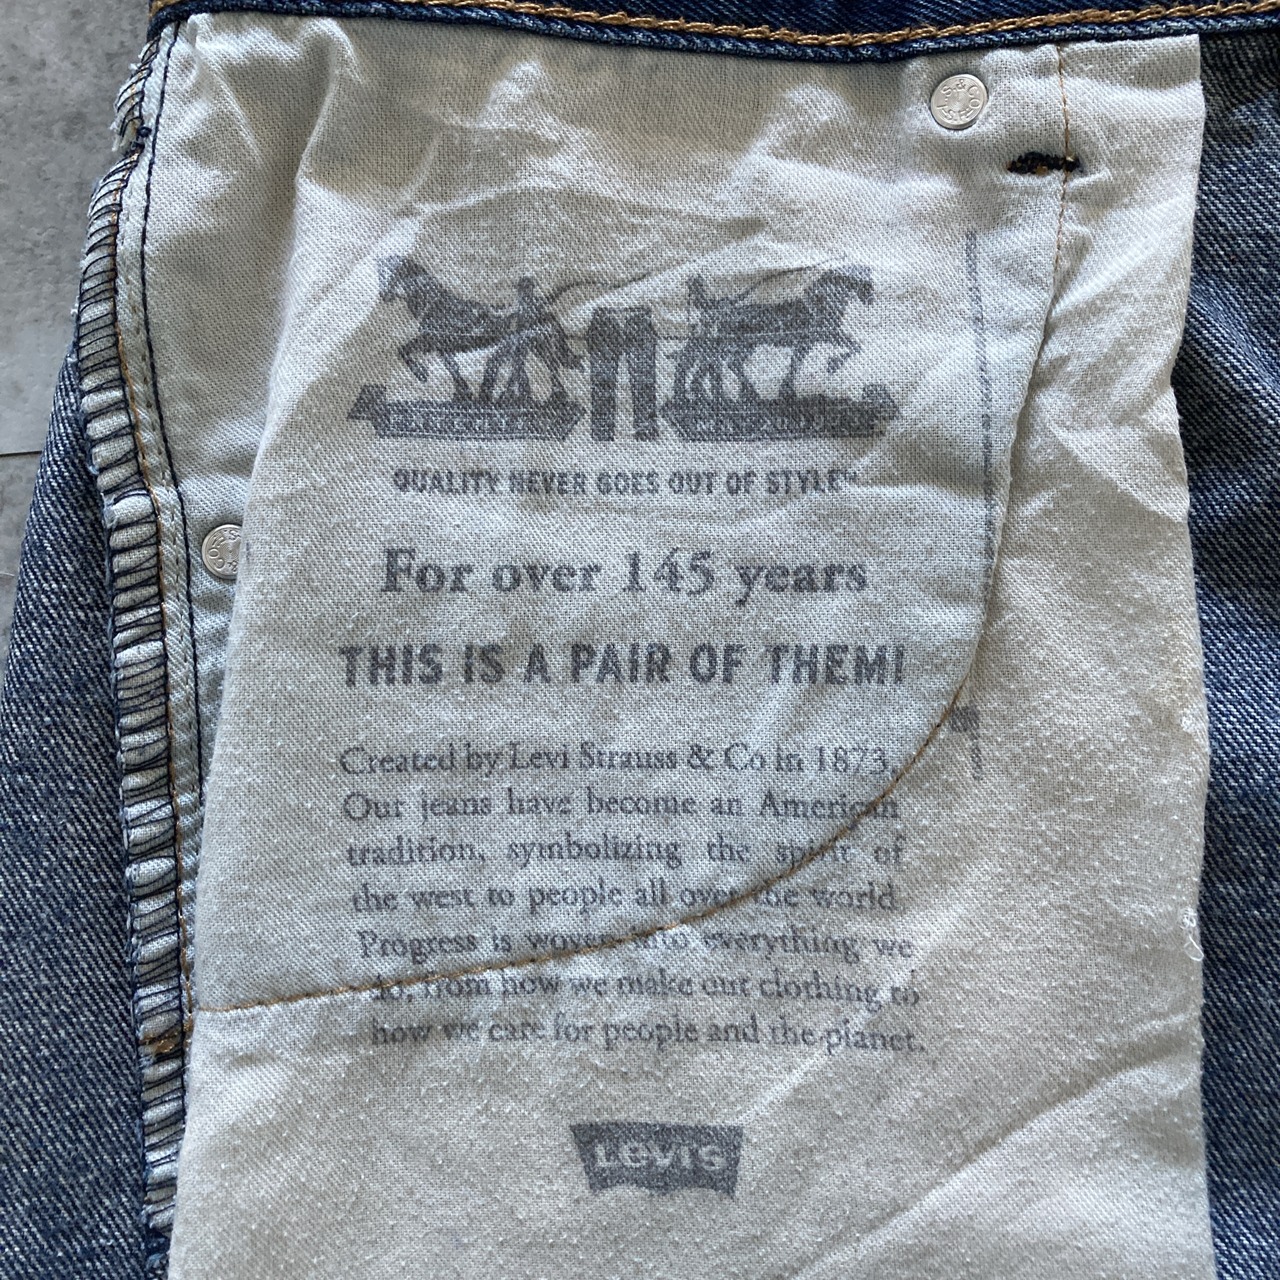 QUALITY NEVER GOES OUT OF STYLE™
For over 145 years
THIS IS A PAIR OF THEM!
Created by Levi Strauss & Co in 1873,
Our jeans have become an American
tradition, symbolizing the spirit of
the west to people all over the world
Progress is woven into everything we
do, from how we make our clothing to
how we care for people and the planet.
LEVI'S